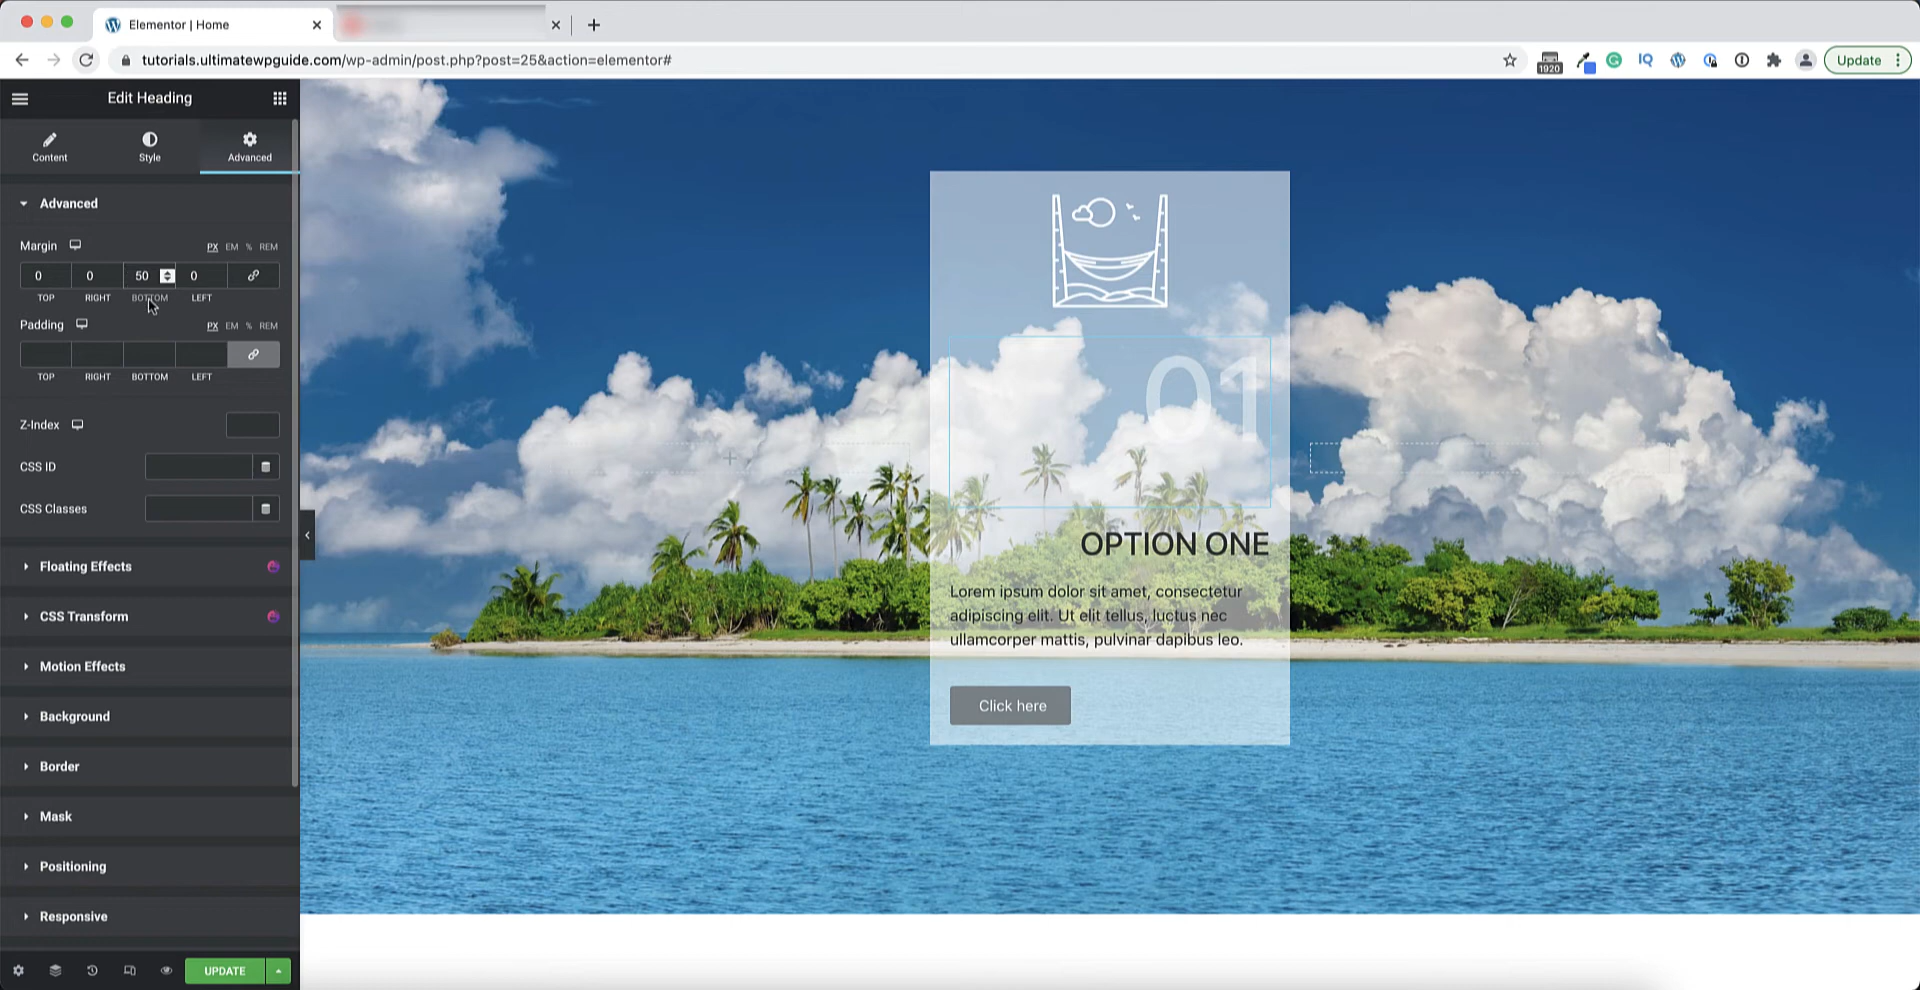 Elementor | Home
tutorials.ultimatewpguide.com/wp-admin/post.php?post=25&action=elementor#
1920
IQ
Update
Edit Heading
Content
Style
Advanced
Advanced
Margin
PX EM % REM
0 0 50 0
TOP RIGHT BOTTOM LEFT
Padding
PX EM % REM
TOP RIGHT BOTTOM LEFT
Z-Index
CSS ID
CSS Classes
Floating Effects
CSS Transform
Motion Effects
Background
Border
Mask
Positioning
Responsive
UPDATE
01
OPTION ONE
Lorem ipsum dolor sit amet, consectetur
adipiscing elit. Ut elit tellus, luctus nec
ullamcorper mattis, pulvinar dapibus leo.
Click here